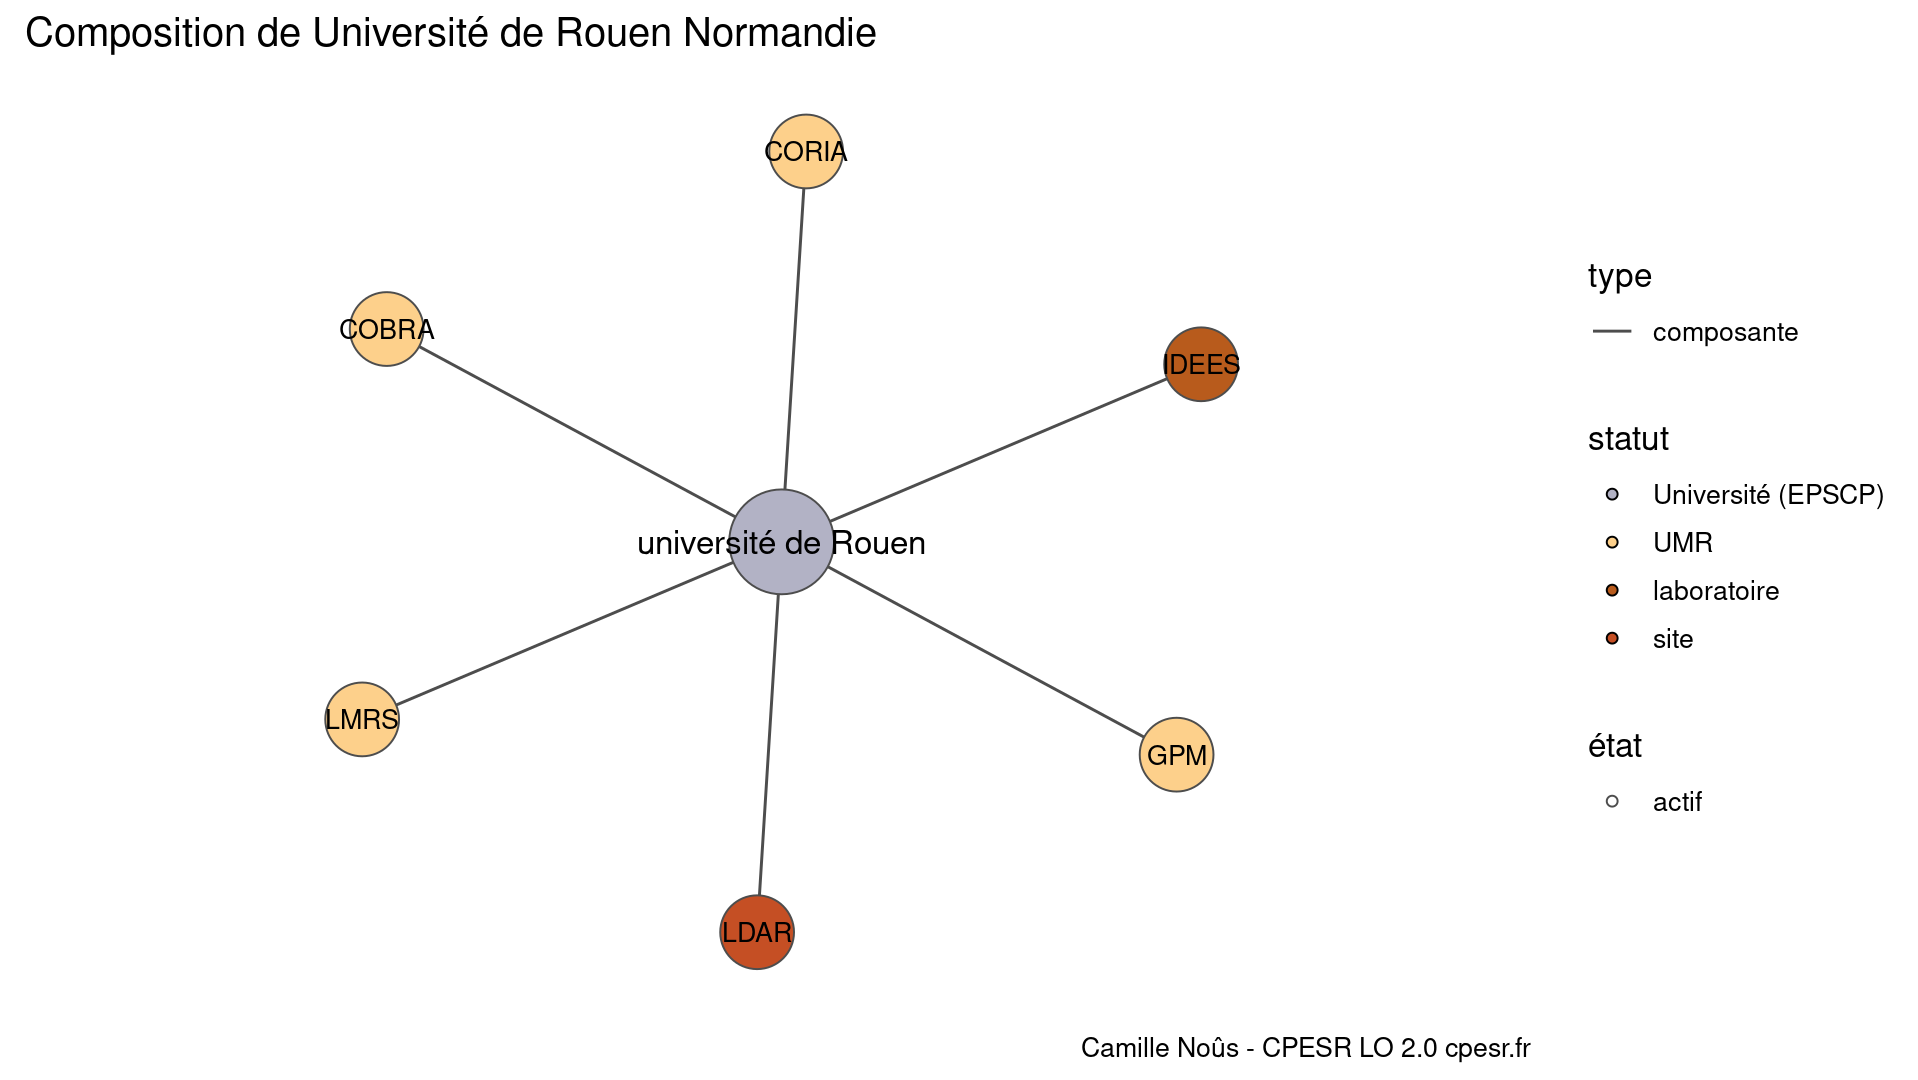 Composition de Université de Rouen Normandie
CORIA
COBRA
IDEES
université de Rouen
LMRS
GPM
LDAR
type
composante
statut
Université (EPSCP)
UMR
laboratoire
site
état
actif
Camille Noûs - CPESR LO 2.0 cpesr.fr